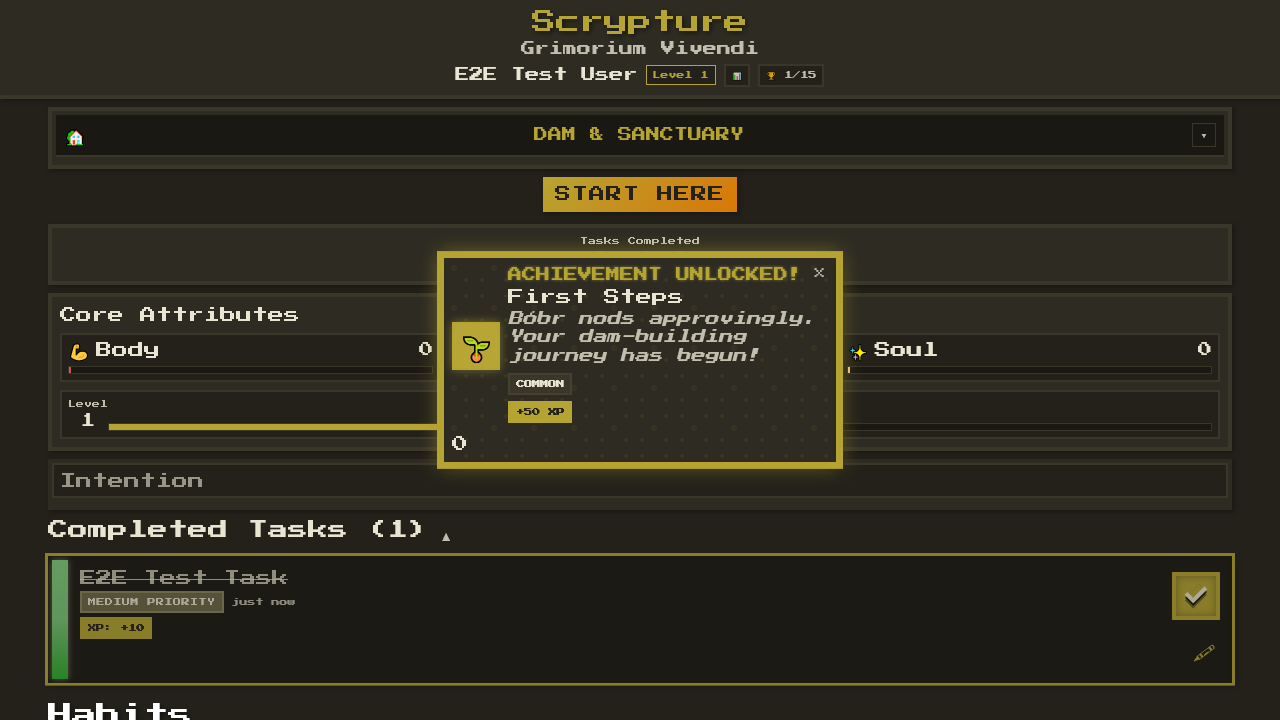 Scrypture
Grimorium Vivendi
E2E Test User Level 1 1/15
DAM & SANCTUARY
START HERE
Tasks Completed
ACHIEVEMENT UNLOCKED! ×
First Steps
Bóbr nods approvingly.
Your dam-building
journey has begun!
COMMON
+50 XP
0
Core Attributes
Body 0
Soul 0
Level
1
Intention
Completed Tasks (1)
E2E Test Task
MEDIUM PRIORITY just now
XP: +10
Habits